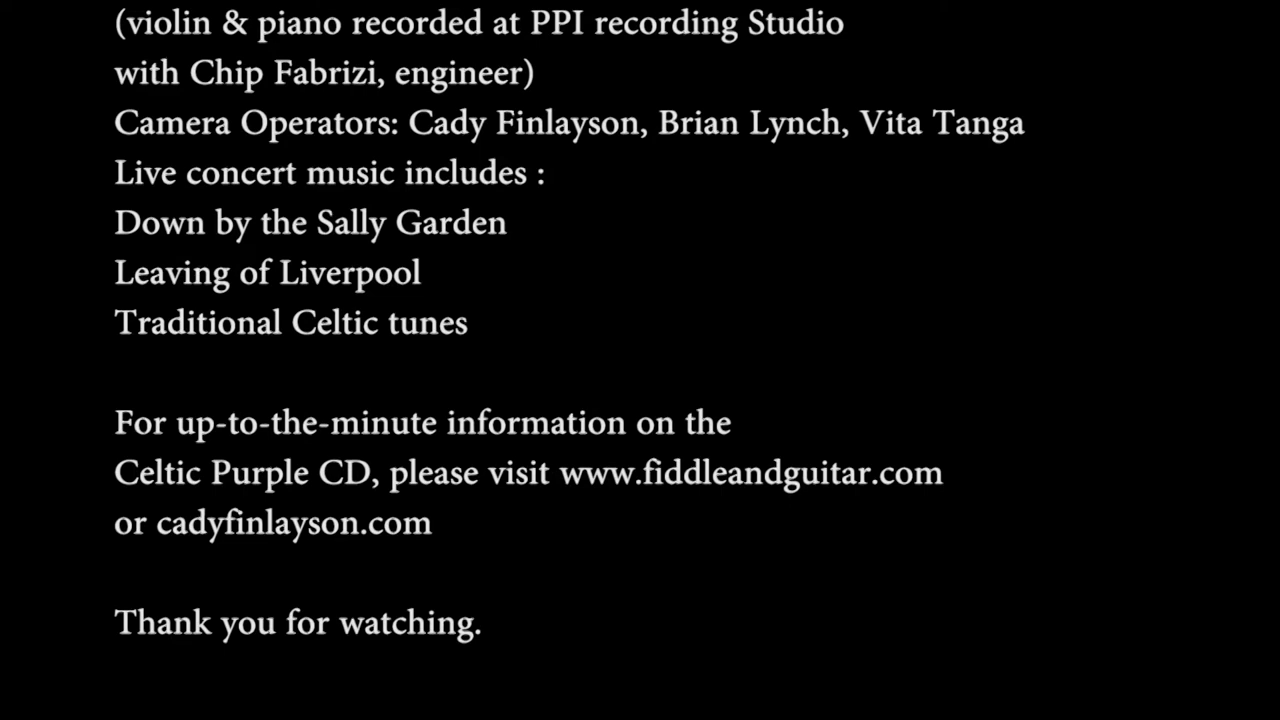 (violin & piano recorded at PPI recording Studio
with Chip Fabrizi, engineer)
Camera Operators: Cady Finlayson, Brian Lynch, Vita Tanga
Live concert music includes :
Down by the Sally Garden
Leaving of Liverpool
Traditional Celtic tunes
For up-to-the-minute information on the
Celtic Purple CD, please visit www.fiddleandguitar.com
or cadyfinlayson.com
Thank you for watching.